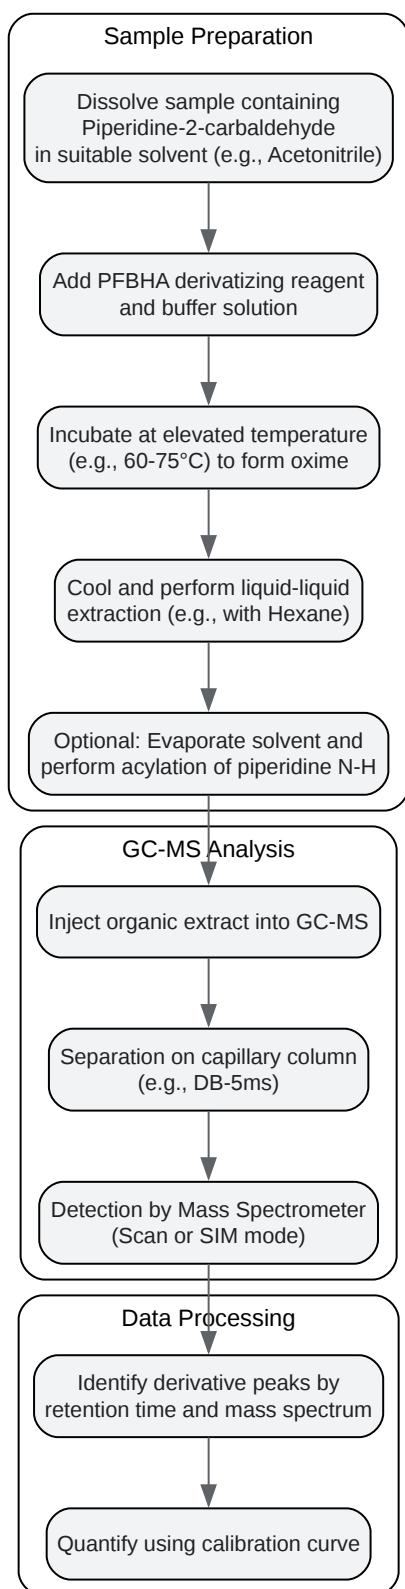 Sample Preparation
Dissolve sample containing
Piperidine-2-carbaldehyde
in suitable solvent (e.g., Acetonitrile)
Add PFBHA derivatizing reagent
and buffer solution
Incubate at elevated temperature
(e.g., 60-75°C) to form oxime
Cool and perform liquid-liquid
extraction (e.g., with Hexane)
Optional: Evaporate solvent and
perform acylation of piperidine N-H
GC-MS Analysis
Inject organic extract into GC-MS
Separation on capillary column
(e.g., DB-5ms)
Detection by Mass Spectrometer
(Scan or SIM mode)
Data Processing
Identify derivative peaks by
retention time and mass spectrum
Quantify using calibration curve